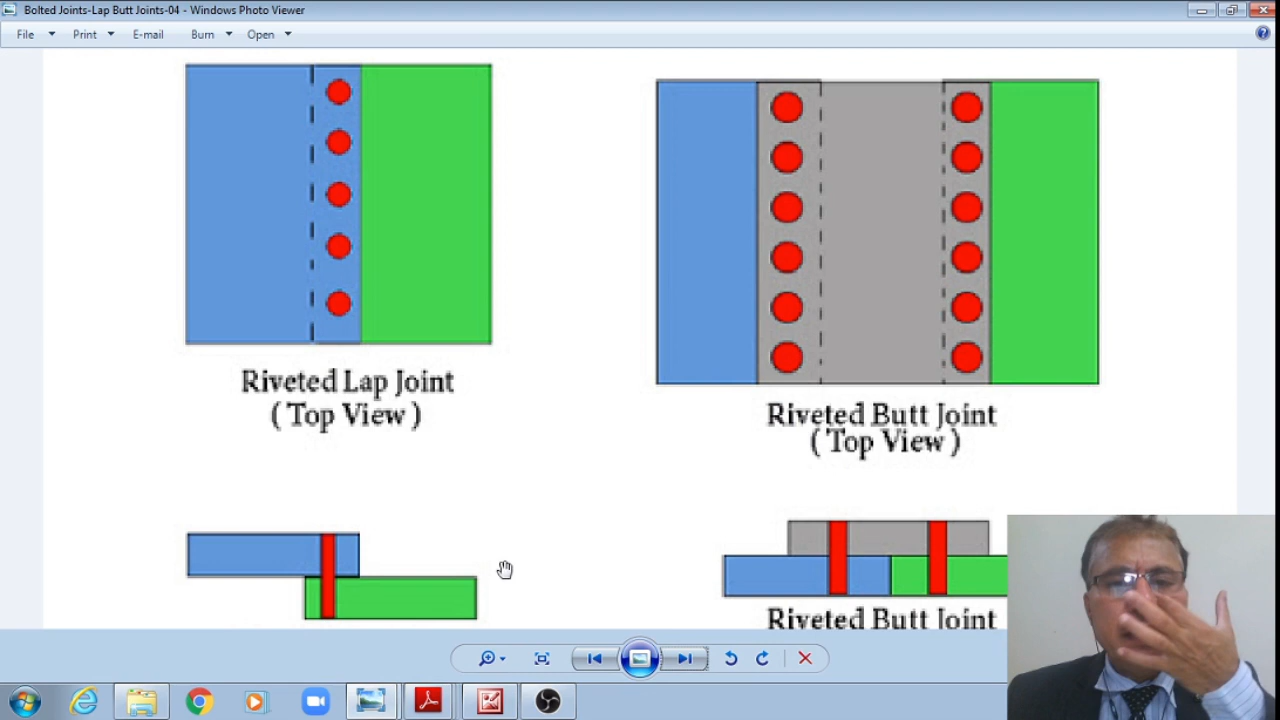 Bolted Joints-Lap Butt Joints-04 - Windows Photo Viewer
File Print E-mail Burn Open
Riveted Lap Joint
( Top View )
Riveted Butt Joint
( Top View )
Riveted Butt Joint